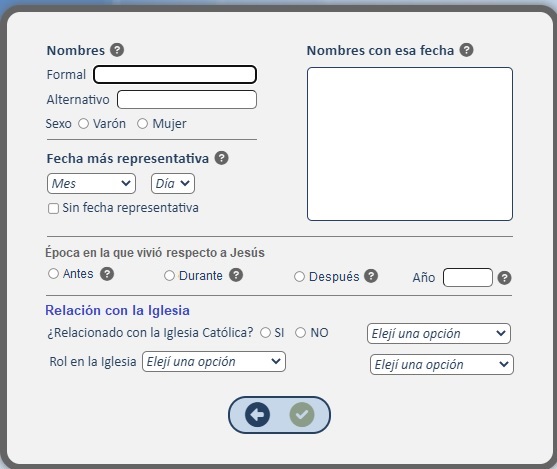 Nombres ?
Formal
Alternativo
Sexo Varón Mujer
Fecha más representativa ?
Mes Día
Sin fecha representativa
Nombres con esa fecha ?
Época en la que vivió respecto a Jesús
Antes ? Durante ? Después ? Año ?
Relación con la Iglesia
¿Relacionado con la Iglesia Católica? SI NO Elejí una opción
Rol en la Iglesia Elejí una opción Elejí una opción